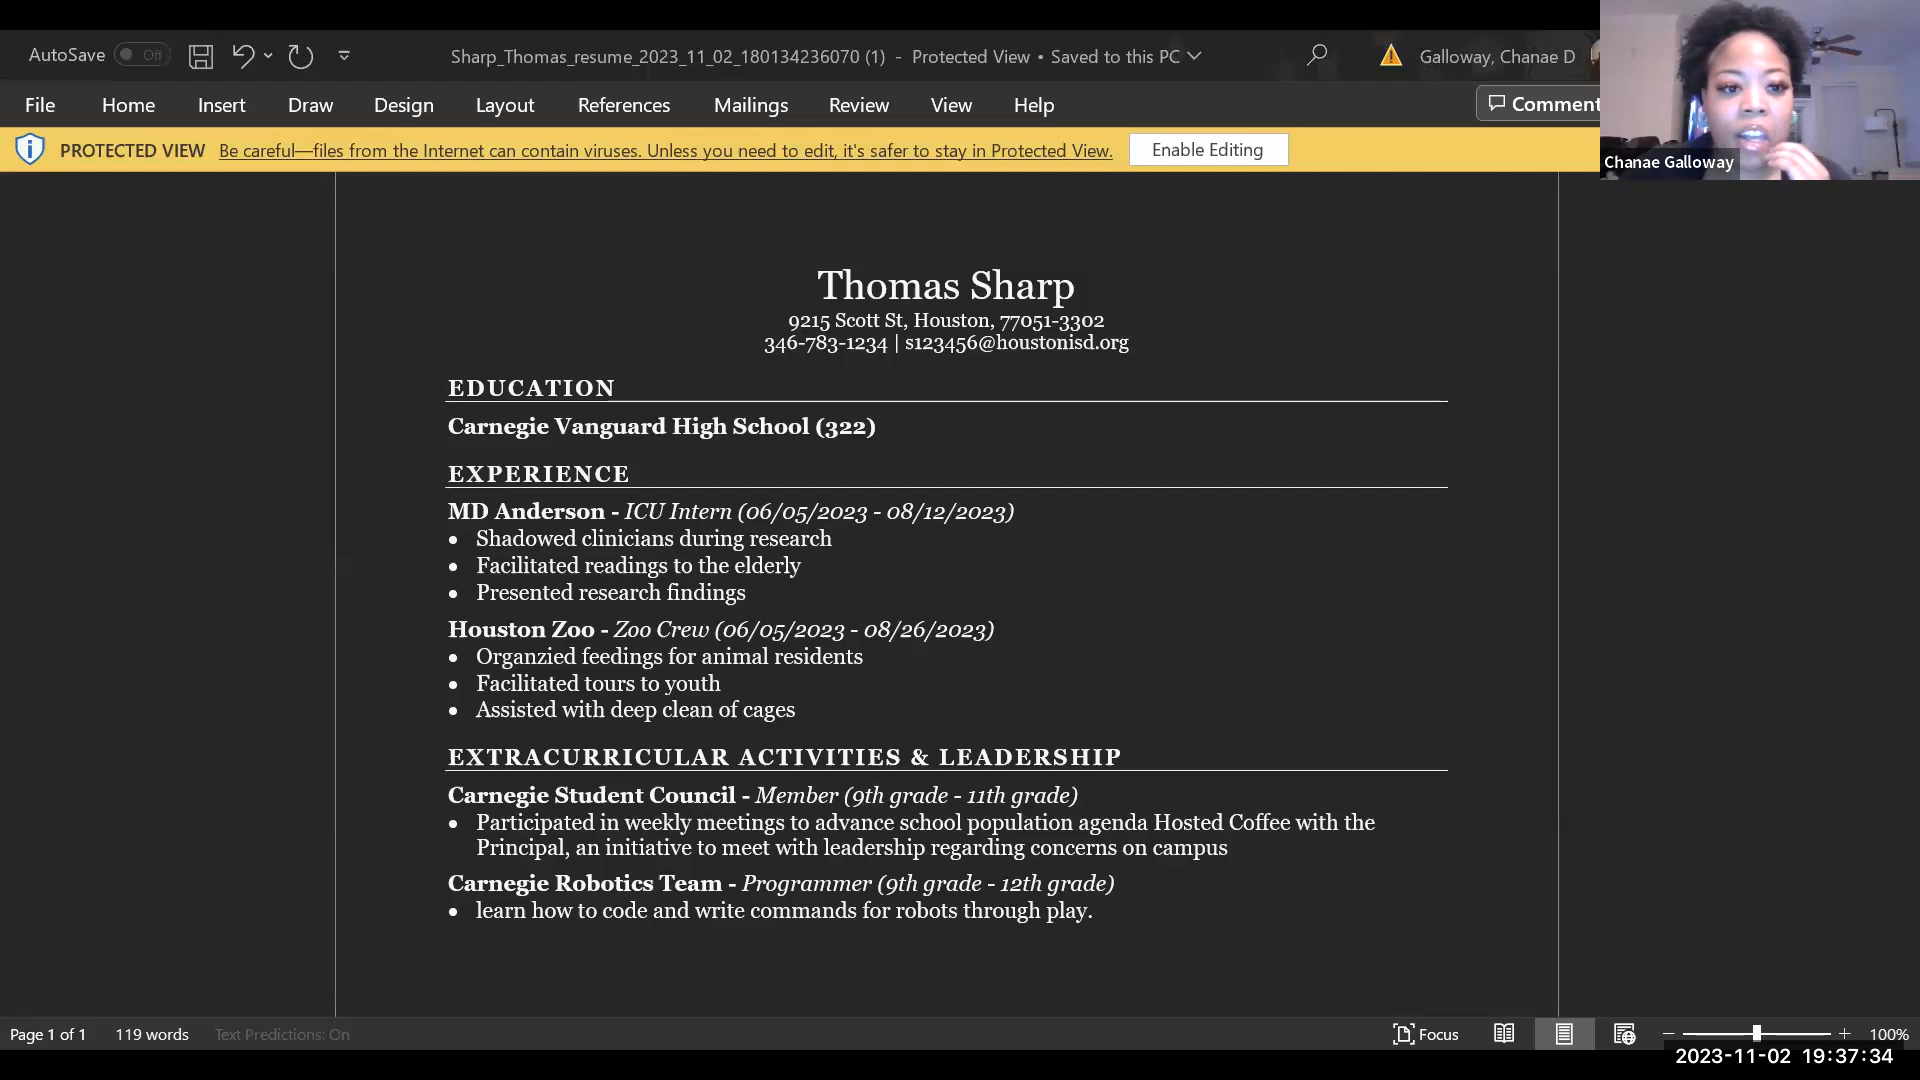 AutoSave Off
Sharp_Thomas_resume_2023_11_02_180134236070 (1) - Protected View • Saved to this PC
Galloway, Chanae D
File Home Insert Draw Design Layout References Mailings Review View Help
Comment
PROTECTED VIEW Be careful—files from the Internet can contain viruses. Unless you need to edit, it's safer to stay in Protected View. Enable Editing
Chanae Galloway
Thomas Sharp
9215 Scott St, Houston, 77051-3302
346-783-1234 | s123456@houstonisd.org
EDUCATION
Carnegie Vanguard High School (322)
EXPERIENCE
MD Anderson - ICU Intern (06/05/2023 - 08/12/2023)
• Shadowed clinicians during research
• Facilitated readings to the elderly
• Presented research findings
Houston Zoo - Zoo Crew (06/05/2023 - 08/26/2023)
• Organzied feedings for animal residents
• Facilitated tours to youth
• Assisted with deep clean of cages
EXTRACURRICULAR ACTIVITIES & LEADERSHIP
Carnegie Student Council - Member (9th grade - 11th grade)
• Participated in weekly meetings to advance school population agenda Hosted Coffee with the
Principal, an initiative to meet with leadership regarding concerns on campus
Carnegie Robotics Team - Programmer (9th grade - 12th grade)
• learn how to code and write commands for robots through play.
Page 1 of 1 119 words Text Predictions: On Focus 100%
2023-11-02 19:37:34